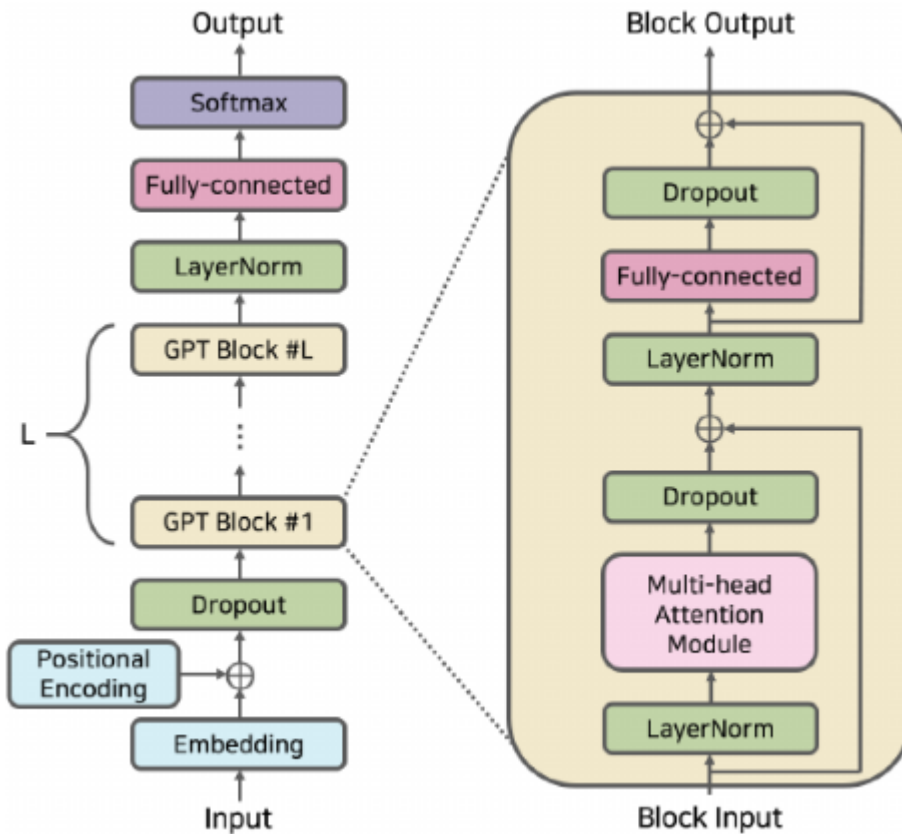 Output
Softmax
Fully-connected
LayerNorm
GPT Block #L
L
GPT Block #1
Dropout
Positional
Encoding
Embedding
Input
Block Output
Dropout
Fully-connected
LayerNorm
Dropout
Multi-head
Attention
Module
LayerNorm
Block Input